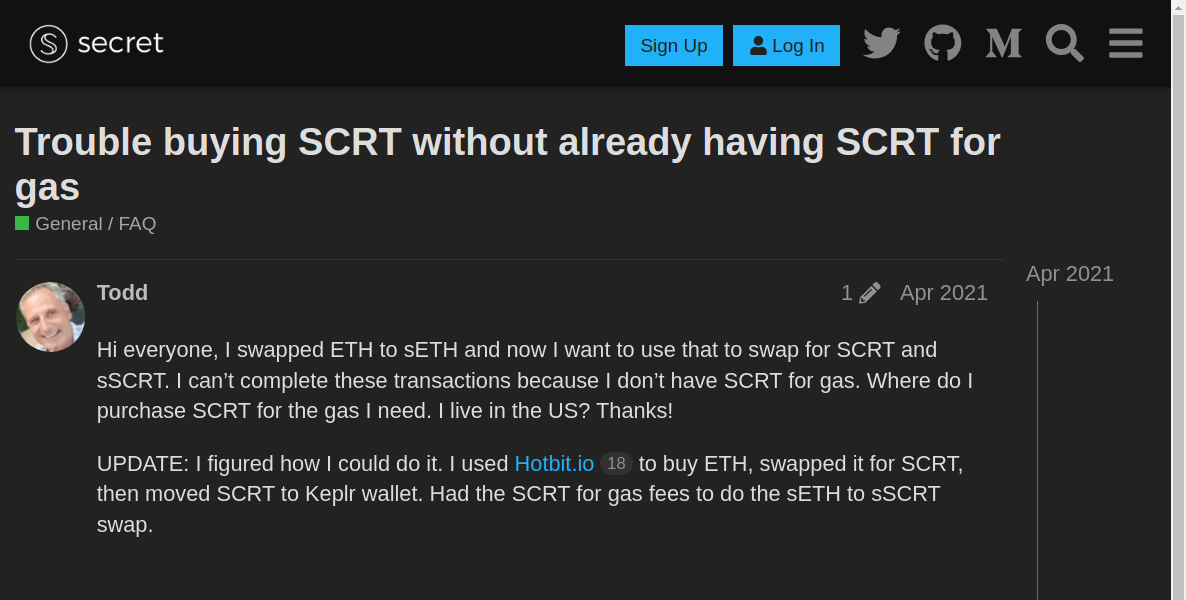 secret
Sign Up
Log In
Trouble buying SCRT without already having SCRT for
gas
General / FAQ
Apr 2021
Todd
1
Apr 2021
Hi everyone, I swapped ETH to sETH and now I want to use that to swap for SCRT and
sSCRT. I can’t complete these transactions because I don’t have SCRT for gas. Where do I
purchase SCRT for the gas I need. I live in the US? Thanks!
UPDATE: I figured how I could do it. I used Hotbit.io 18 to buy ETH, swapped it for SCRT,
then moved SCRT to Keplr wallet. Had the SCRT for gas fees to do the sETH to sSCRT
swap.